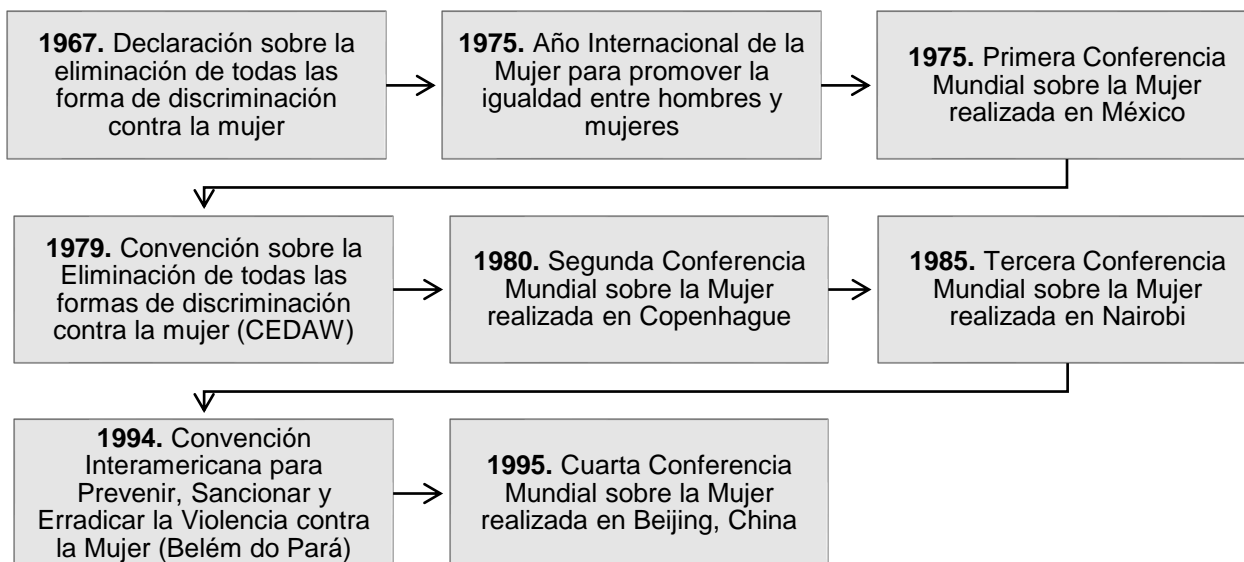 1967. Declaración sobre la
eliminación de todas las
forma de discriminación
contra la mujer
1975. Año Internacional de la
Mujer para promover la
igualdad entre hombres y
mujeres
1975. Primera Conferencia
Mundial sobre la Mujer
realizada en México
1979. Convención sobre la
Eliminación de todas las
formas de discriminación
contra la mujer (CEDAW)
1980. Segunda Conferencia
Mundial sobre la Mujer
realizada en Copenhague
1985. Tercera Conferencia
Mundial sobre la Mujer
realizada en Nairobi
1994. Convención
Interamericana para
Prevenir, Sancionar y
Erradicar la Violencia contra
la Mujer (Belém do Pará)
1995. Cuarta Conferencia
Mundial sobre la Mujer
realizada en Beijing, China